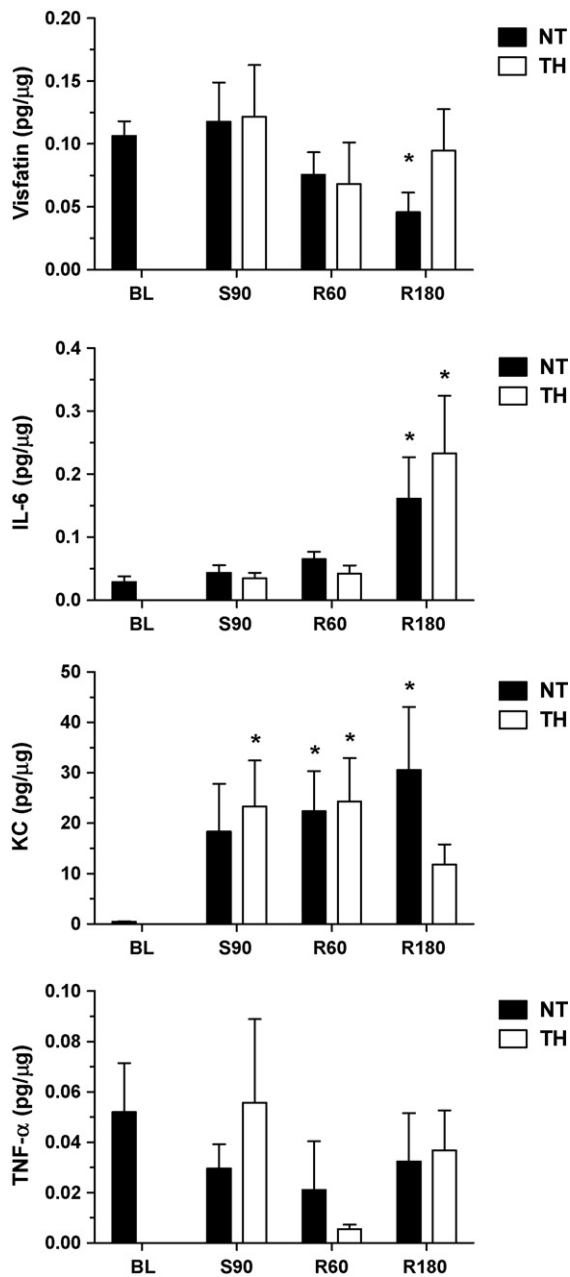 Visfatin (pg/μg)
0.20
0.15
0.10
0.05
0.00
BL S90 R60 R180
*
NT
TH
IL-6 (pg/μg)
0.4
0.3
0.2
0.1
0.0
BL S90 R60 R180
* *
NT
TH
KC (pg/μg)
50
40
30
20
10
0
BL S90 R60 R180
* * * *
NT
TH
TNF-α (pg/μg)
0.10
0.08
0.06
0.04
0.02
0.00
BL S90 R60 R180
NT
TH